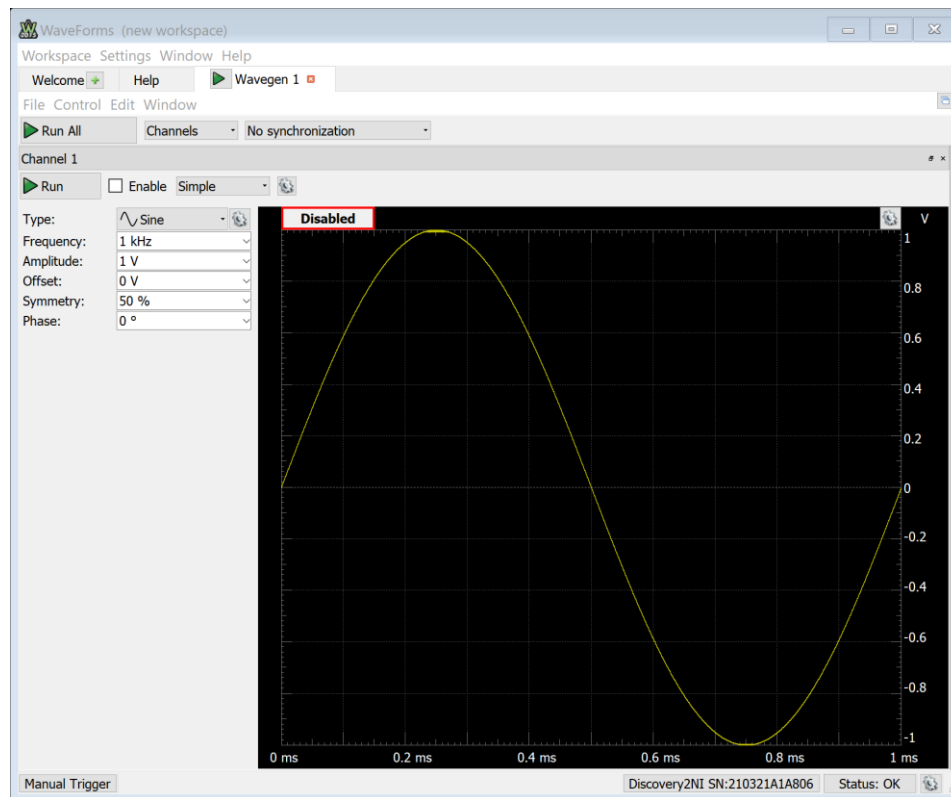 WaveForms (new workspace)
Workspace Settings Window Help
Welcome Help Wavegen 1
File Control Edit Window
Run All Channels No synchronization
Channel 1
Run Enable Simple
Type: Sine
Frequency: 1 kHz
Amplitude: 1 V
Offset: 0 V
Symmetry: 50 %
Phase: 0 °
Disabled V
1
0.8
0.6
0.4
0.2
0
-0.2
-0.4
-0.6
-0.8
-1
0 ms 0.2 ms 0.4 ms 0.6 ms 0.8 ms 1 ms
Manual Trigger Discovery2NI SN:210321A1A806 Status: OK